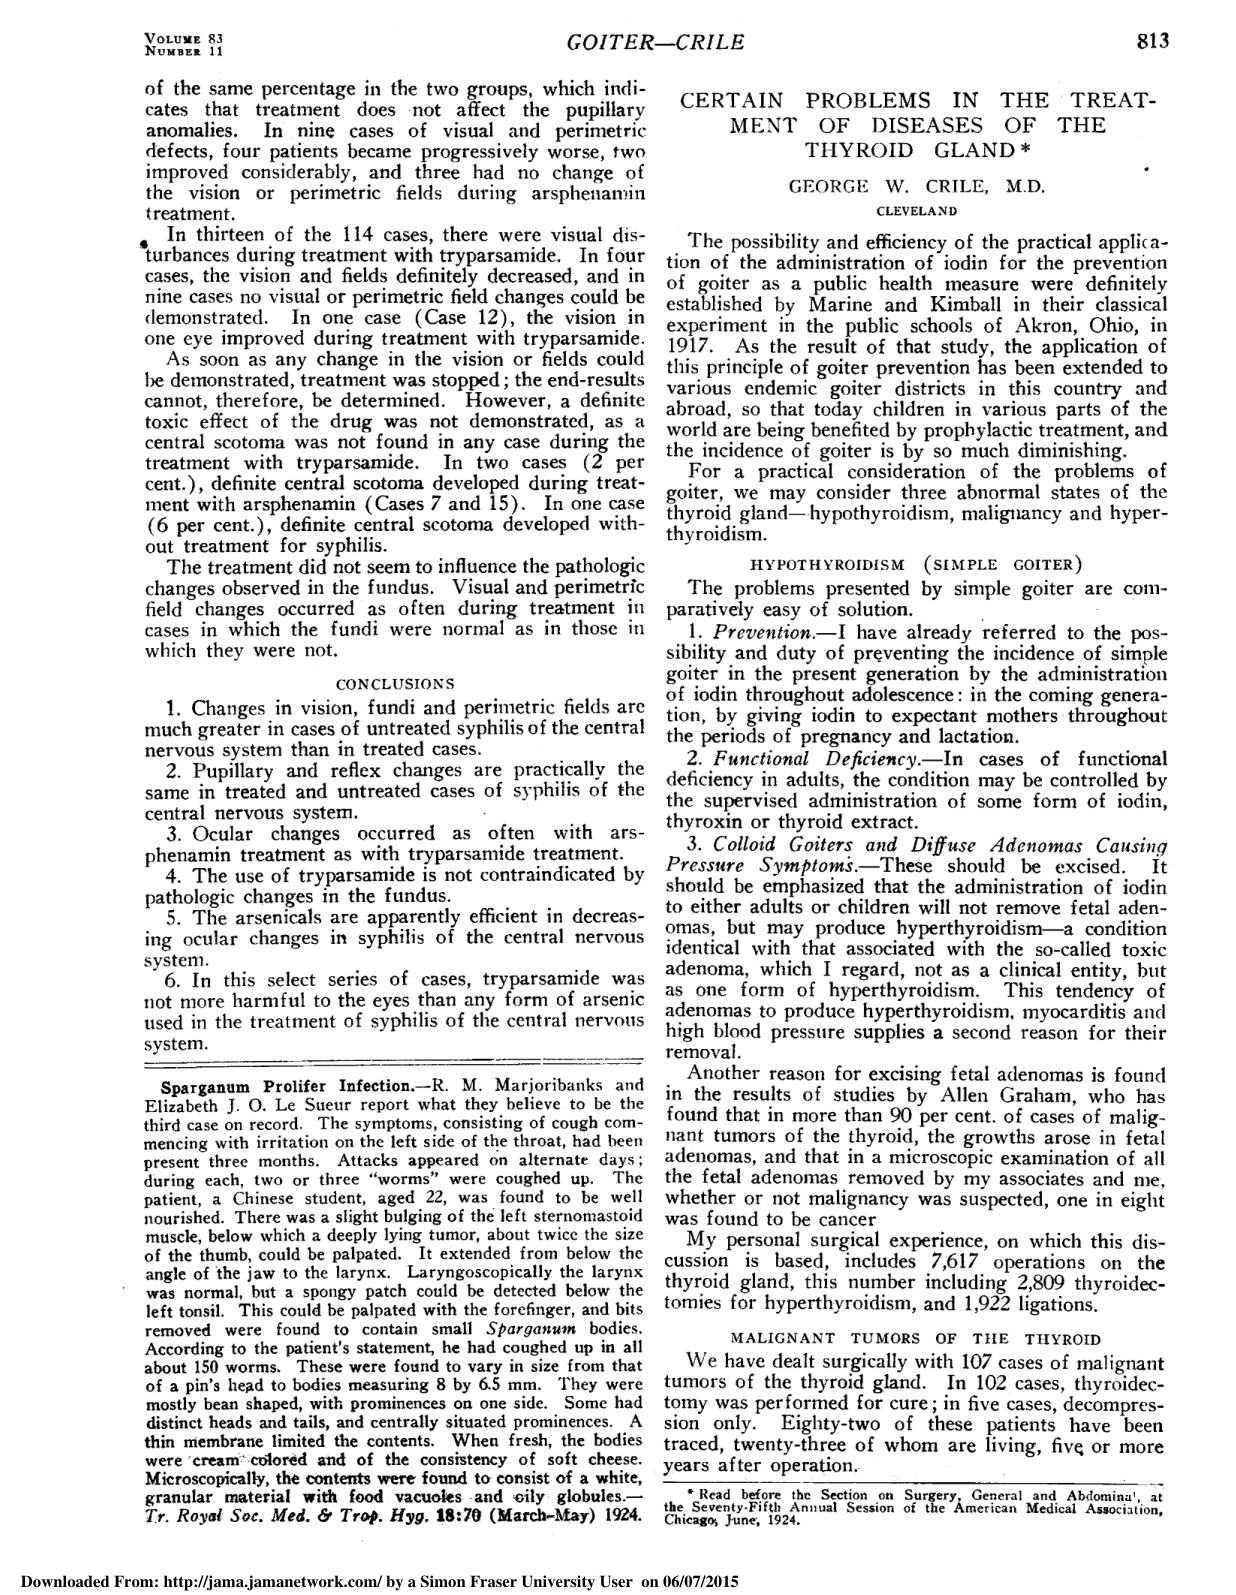 VOLUME 83
NUMBER 11
GOITER—CRILE
813
of the same percentage in the two groups, which indi-
cates that treatment does not affect the pupillary
anomalies. In nine cases of visual and perimetric
defects, four patients became progressively worse, two
improved considerably, and three had no change of
the vision or perimetric fields during arsphenamin
treatment.
In thirteen of the 114 cases, there were visual dis-
turbances during treatment with tryparsamide. In four
cases, the vision and fields definitely decreased, and in
nine cases no visual or perimetric field changes could be
demonstrated. In one case (Case 12), the vision in
one eye improved during treatment with tryparsamide.
As soon as any change in the vision or fields could
be demonstrated, treatment was stopped; the end-results
cannot, therefore, be determined. However, a definite
toxic effect of the drug was not demonstrated, as a
central scotoma was not found in any case during the
treatment with tryparsamide. In two cases (2 per
cent.), definite central scotoma developed during treat-
ment with arsphenamin (Cases 7 and 15). In one case
(6 per cent.), definite central scotoma developed with-
out treatment for syphilis.
The treatment did not seem to influence the pathologic
changes observed in the fundus. Visual and perimetric
field changes occurred as often during treatment in
cases in which the fundi were normal as in those in
which they were not.
CONCLUSIONS
1. Changes in vision, fundi and perimetric fields are
much greater in cases of untreated syphilis of the central
nervous system than in treated cases.
2. Pupillary and reflex changes are practically the
same in treated and untreated cases of syphilis of the
central nervous system.
3. Ocular changes occurred as often with ars-
phenamin treatment as with tryparsamide treatment.
4. The use of tryparsamide is not contraindicated by
pathologic changes in the fundus.
5. The arsenicals are apparently efficient in decreas-
ing ocular changes in syphilis of the central nervous
system.
6. In this select series of cases, tryparsamide was
not more harmful to the eyes than any form of arsenic
used in the treatment of syphilis of the central nervous
system.
Sparganum Prolifer Infection.—R. M. Marjoribanks and
Elizabeth J. O. Le Sueur report what they believe to be the
third case on record. The symptoms, consisting of cough com-
mencing with irritation on the left side of the throat, had been
present three months. Attacks appeared on alternate days;
during each, two or three "worms" were coughed up. The
patient, a Chinese student, aged 22, was found to be well
nourished. There was a slight bulging of the left sternomastoid
muscle, below which a deeply lying tumor, about twice the size
of the thumb, could be palpated. It extended from below the
angle of the jaw to the larynx. Laryngoscopically the larynx
was normal, but a spongy patch could be detected below the
left tonsil. This could be palpated with the forefinger, and bits
removed were found to contain small Sparganum bodies.
According to the patient's statement, he had coughed up in all
about 150 worms. These were found to vary in size from that
of a pin's head to bodies measuring 8 by 6.5 mm. They were
mostly bean shaped, with prominences on one side. Some had
distinct heads and tails, and centrally situated prominences. A
thin membrane limited the contents. When fresh, the bodies
were cream colored and of the consistency of soft cheese.
Microscopically, the contents were found to consist of a white,
granular material with food vacuoles and oily globules.—
Tr. Royal Soc. Med. & Trop. Hyg. 18:70 (March-May) 1924.
CERTAIN PROBLEMS IN THE TREAT-
MENT OF DISEASES OF THE
THYROID GLAND *
GEORGE W. CRILE, M.D.
CLEVELAND
The possibility and efficiency of the practical applica-
tion of the administration of iodin for the prevention
of goiter as a public health measure were definitely
established by Marine and Kimball in their classical
experiment in the public schools of Akron, Ohio, in
1917. As the result of that study, the application of
this principle of goiter prevention has been extended to
various endemic goiter districts in this country and
abroad, so that today children in various parts of the
world are being benefited by prophylactic treatment, and
the incidence of goiter is by so much diminishing.
For a practical consideration of the problems of
goiter, we may consider three abnormal states of the
thyroid gland—hypothyroidism, malignancy and hyper-
thyroidism.
HYPOTHYROIDISM (SIMPLE GOITER)
The problems presented by simple goiter are com-
paratively easy of solution.
1. Prevention.—I have already referred to the pos-
sibility and duty of preventing the incidence of simple
goiter in the present generation by the administration
of iodin throughout adolescence: in the coming genera-
tion, by giving iodin to expectant mothers throughout
the periods of pregnancy and lactation.
2. Functional Deficiency.—In cases of functional
deficiency in adults, the condition may be controlled by
the supervised administration of some form of iodin,
thyroxin or thyroid extract.
3. Colloid Goiters and Diffuse Adenomas Causing
Pressure Symptoms.—These should be excised. It
should be emphasized that the administration of iodin
to either adults or children will not remove fetal aden-
omas, but may produce hyperthyroidism—a condition
identical with that associated with the so-called toxic
adenoma, which I regard, not as a clinical entity, but
as one form of hyperthyroidism. This tendency of
adenomas to produce hyperthyroidism, myocarditis and
high blood pressure supplies a second reason for their
removal.
Another reason for excising fetal adenomas is found
in the results of studies by Allen Graham, who has
found that in more than 90 per cent. of cases of malig-
nant tumors of the thyroid, the growths arose in fetal
adenomas, and that in a microscopic examination of all
the fetal adenomas removed by my associates and me,
whether or not malignancy was suspected, one in eight
was found to be cancer
My personal surgical experience, on which this dis-
cussion is based, includes 7,617 operations on the
thyroid gland, this number including 2,809 thyroidec-
tomies for hyperthyroidism, and 1,922 ligations.
MALIGNANT TUMORS OF THE THYROID
We have dealt surgically with 107 cases of malignant
tumors of the thyroid gland. In 102 cases, thyroidec-
tomy was performed for cure; in five cases, decompres-
sion only. Eighty-two of these patients have been
traced, twenty-three of whom are living, five or more
years after operation.
* Read before the Section on Surgery, General and Abdominal, at
the Seventy-Fifth Annual Session of the American Medical Association,
Chicago, June, 1924.
Downloaded From: http://jama.jamanetwork.com/ by a Simon Fraser University User on 06/07/2015